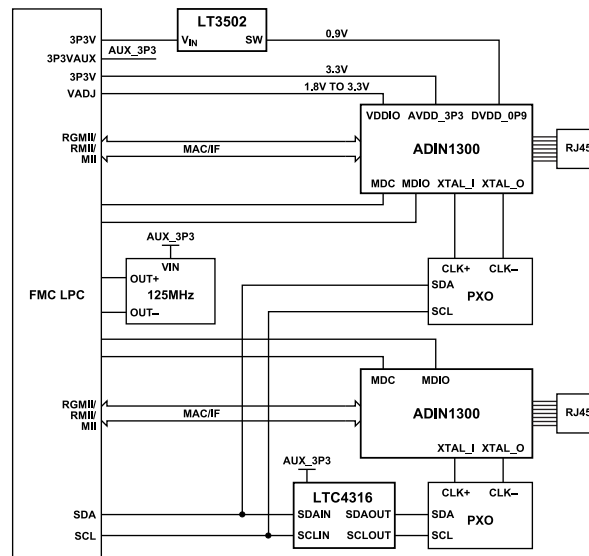 LT3502
3P3V
VIN
SW
0.9V
3P3VAUX
AUX_3P3
3P3V
3.3V
VADJ
1.8V TO 3.3V
VDDIO
AVDD_3P3
DVDD_0P9
RGMII/
RMII/
MII
MAC/IF
ADIN1300
RJ45
MDC
MDIO
XTAL_I
XTAL_O
AUX_3P3
VIN
OUT+
125MHz
OUT–
FMC LPC
CLK+
CLK–
SDA
PXO
SCL
MDC
MDIO
RGMII/
RMII/
MII
MAC/IF
ADIN1300
RJ45
XTAL_I
XTAL_O
AUX_3P3
LTC4316
CLK+
CLK–
SDA
SDAIN
SDAOUT
SDA
PXO
SCL
SCLIN
SCLOUT
SCL